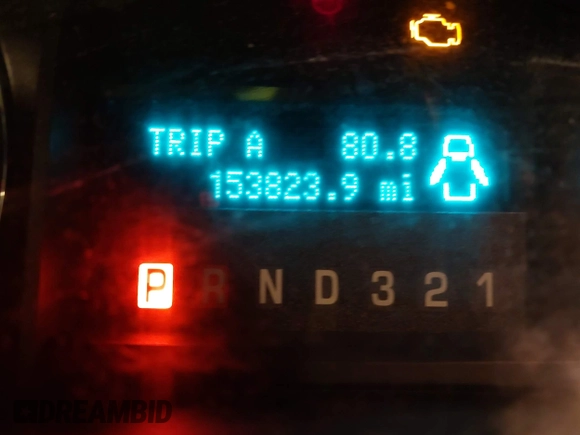 TRIP A 80.8
153823.9 mi
P R N D 3 2 1
DREAMBID